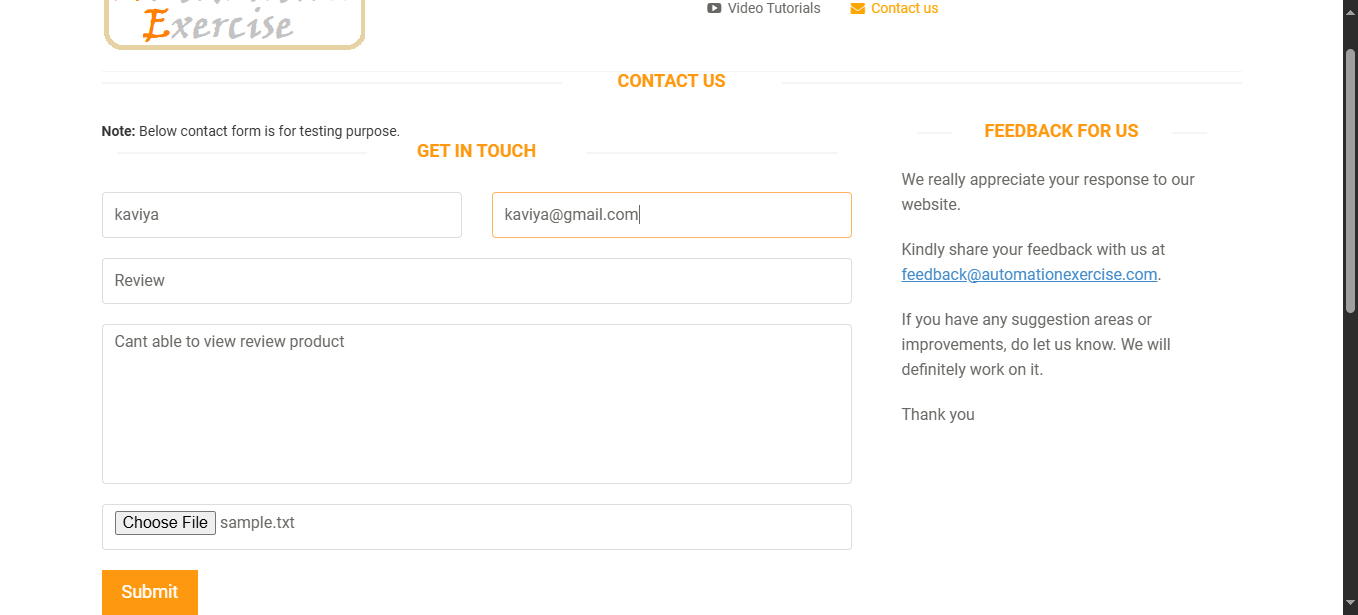 Exercise
Video Tutorials
Contact us
CONTACT US
Note: Below contact form is for testing purpose.
GET IN TOUCH
kaviya
kaviya@gmail.com
Review
Cant able to view review product
Choose File sample.txt
Submit
FEEDBACK FOR US
We really appreciate your response to our
website.
Kindly share your feedback with us at
feedback@automationexercise.com.
If you have any suggestion areas or
improvements, do let us know. We will
definitely work on it.
Thank you